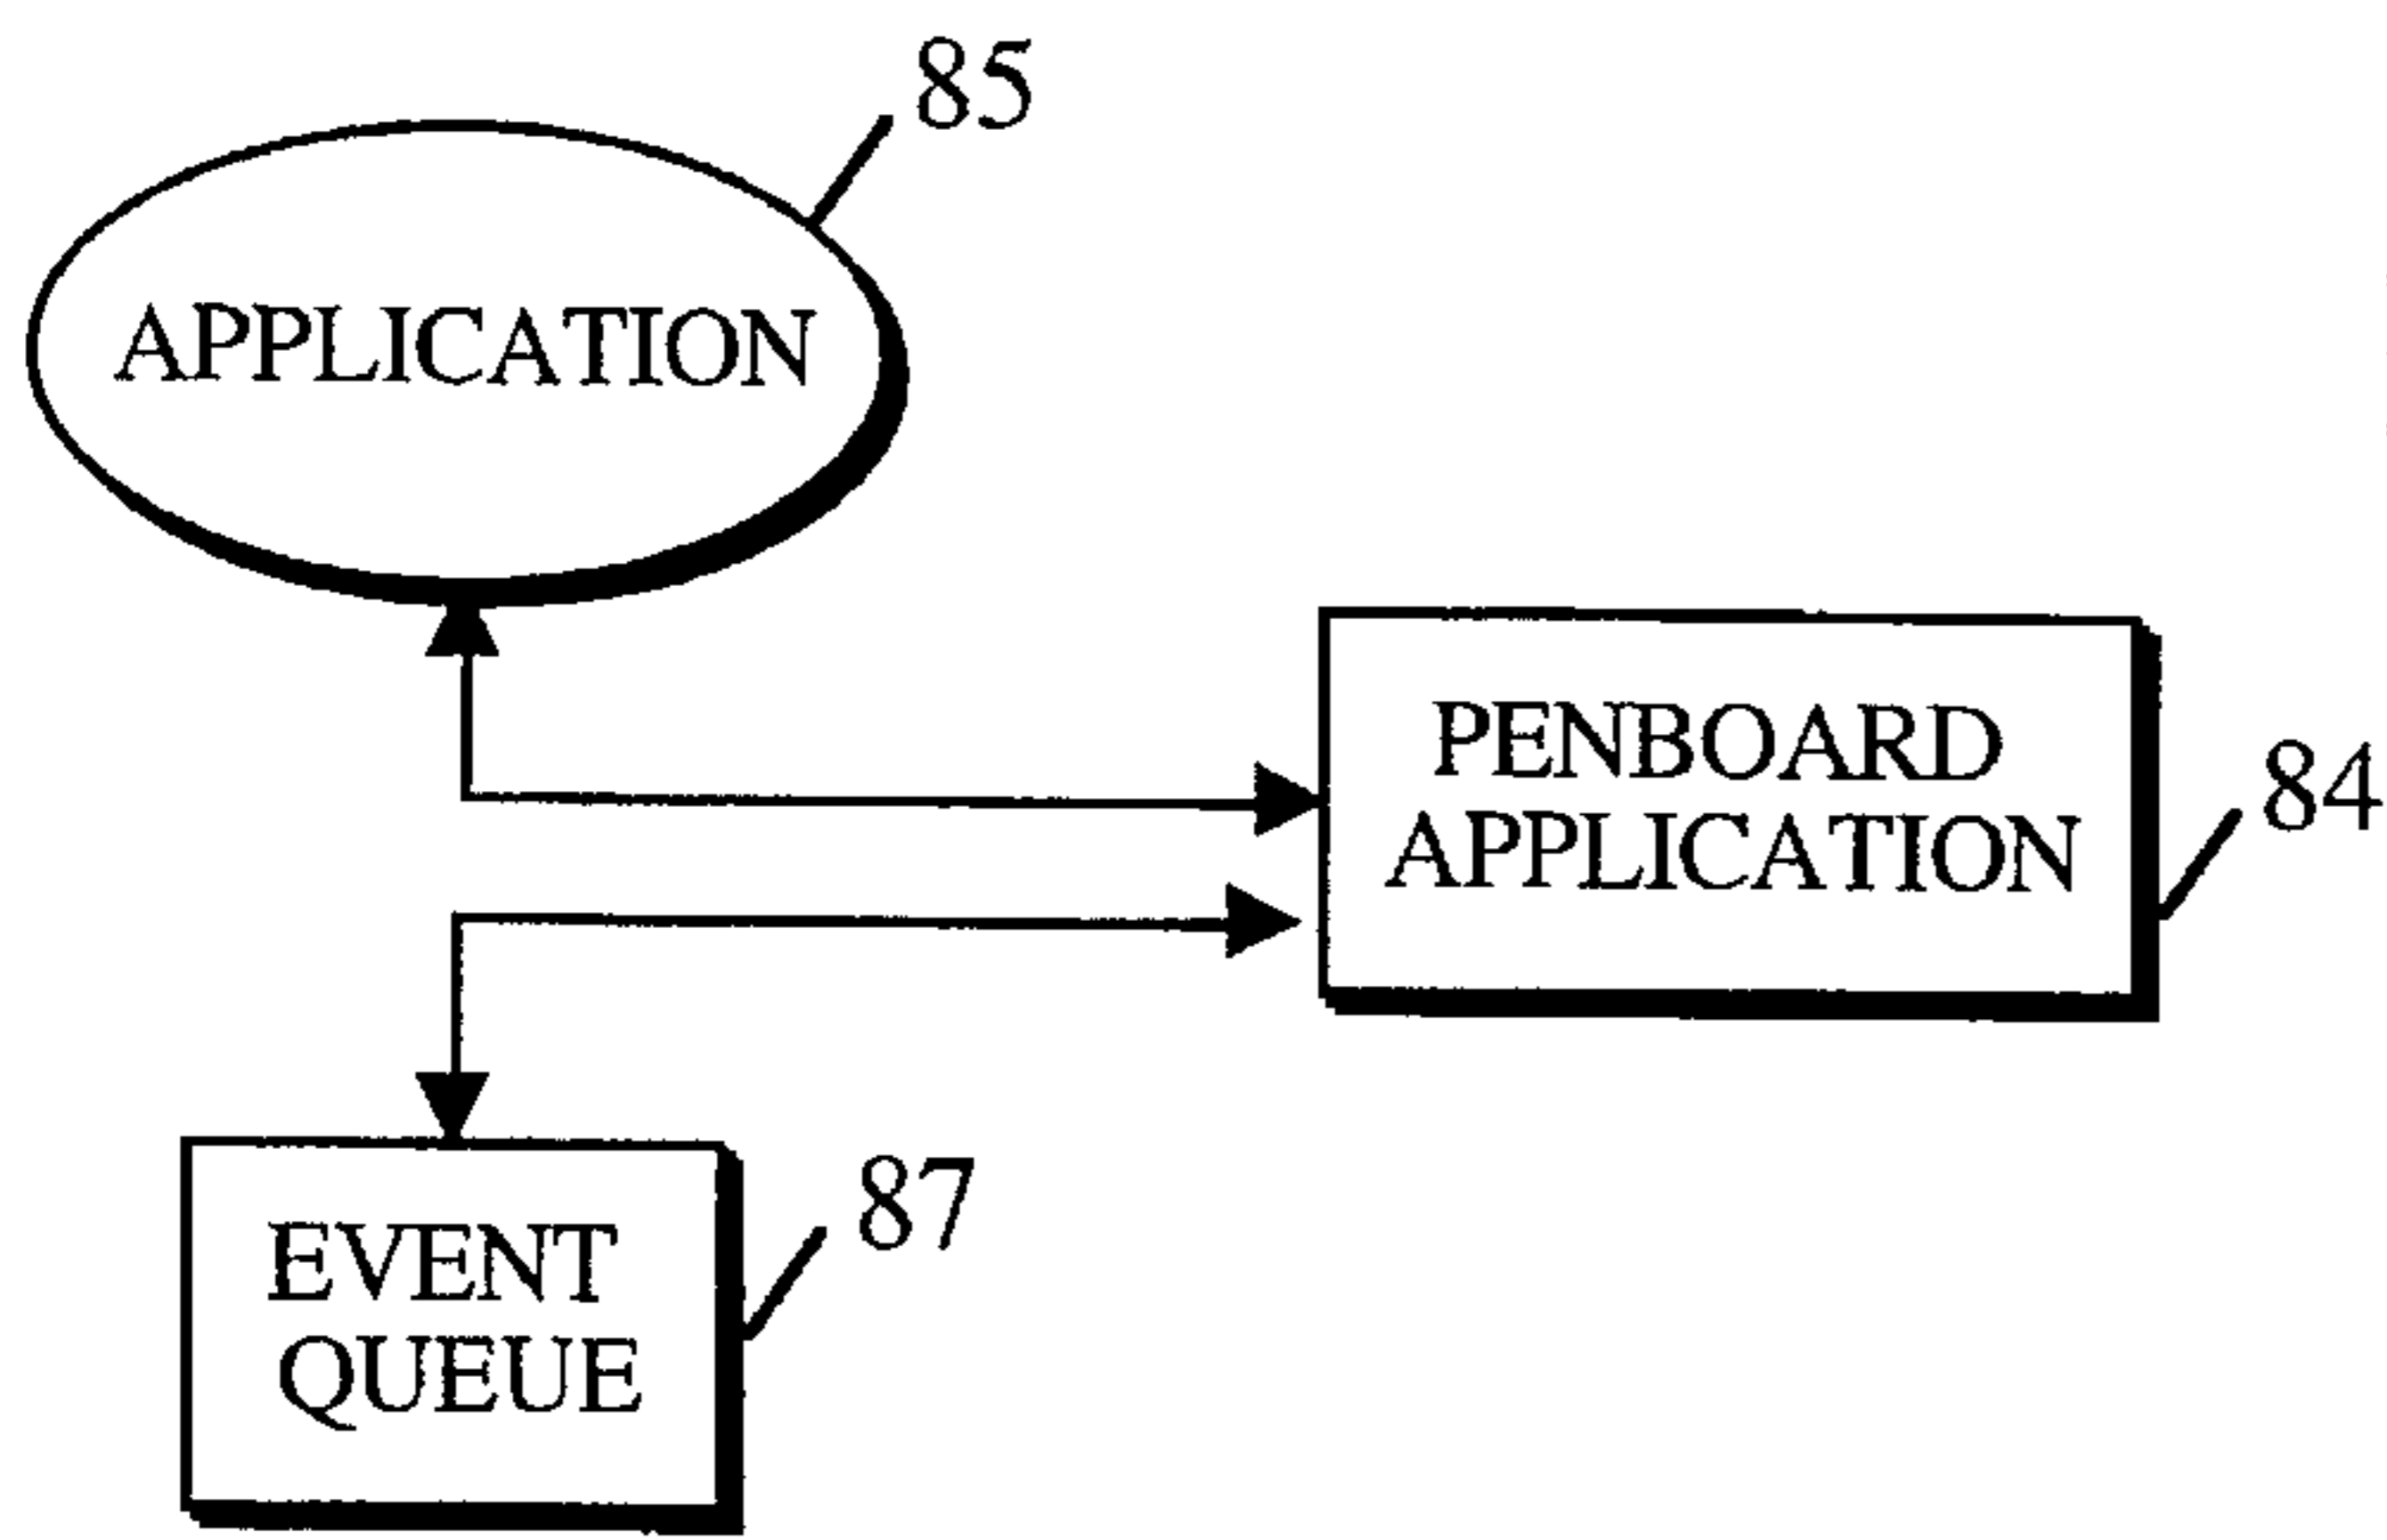 85
APPLICATION
PENBOARD
APPLICATION
84
87
EVENT
QUEUE